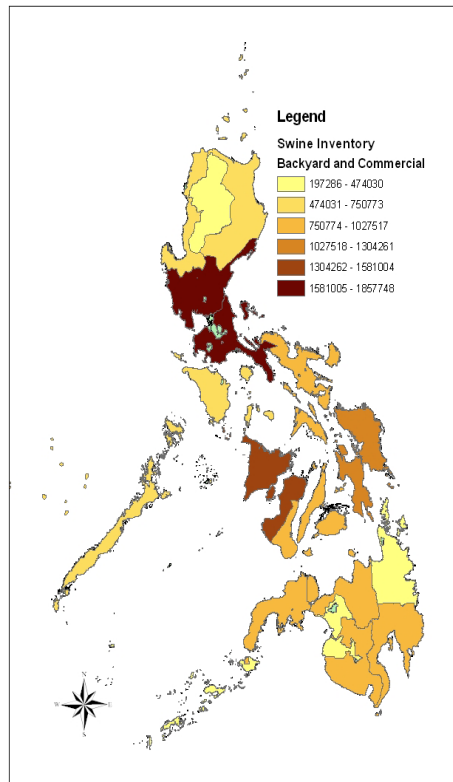 Legend
Swine Inventory
Backyard and Commercial
197286 - 474030
474031 - 750773
750774 - 1027517
1027518 - 1304261
1304262 - 1581004
1581005 - 1857748
N
S